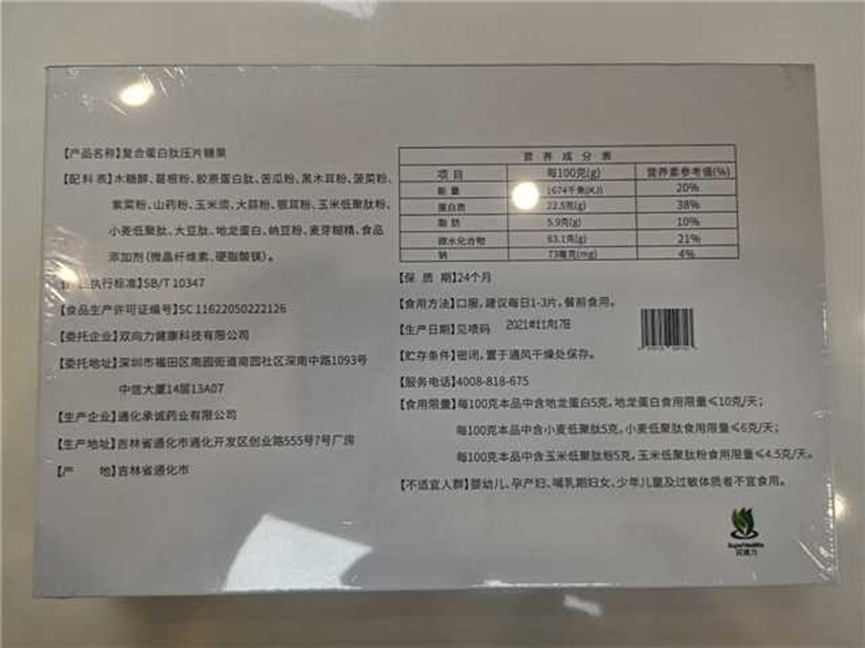 【产品名称】复合蛋白肽压片糖果
【配 料 表】木糖醇、葛根粉、胶原蛋白肽、苦瓜粉、黑木耳粉、菠菜粉、
紫菜粉、山药粉、玉米须、大蒜粉、银耳粉、玉米低聚肽粉、
小麦低聚肽、大豆肽、地龙蛋白、纳豆粉、麦芽糊精、食品
添加剂(微晶纤维素、硬脂酸镁)。
执行标准】SB/T 10347
【食品生产许可证编号】SC 11622050222126
【委托企业】双向力健康科技有限公司
【委托地址】深圳市福田区南园街道南园社区深南中路1093号
中信大厦14层13A07
【生产企业】通化承诚药业有限公司
【生产地址】吉林省通化市通化开发区创业路555号7号厂房
【产 地】吉林省通化市
营 养 成 分 表
项 目 每100克(g) 营养素参考值(%)
能 量 1674千焦(KJ) 20%
蛋白质 22.5克(g) 38%
脂 肪 5.9克(g) 10%
碳水化合物 63.1克(g) 21%
钠 73毫克(mg) 4%
【保 质 期】24个月
【食用方法】口服,建议每日1-3片,餐前食用。
【生产日期】见喷码 2021年11月17日
【贮存条件】密闭,置于通风干燥处保存。
【服务电话】4008-818-675
【食用限量】每100克本品中含地龙蛋白5克,地龙蛋白食用限量≤10克/天;
每100克本品中含小麦低聚肽5克,小麦低聚肽食用限量≤6克/天;
每100克本品中含玉米低聚肽粉5克,玉米低聚肽粉食用限量≤4.5克/天。
【不适宜人群】婴幼儿、孕产妇、哺乳期妇女、少年儿童及过敏体质者不宜食用。